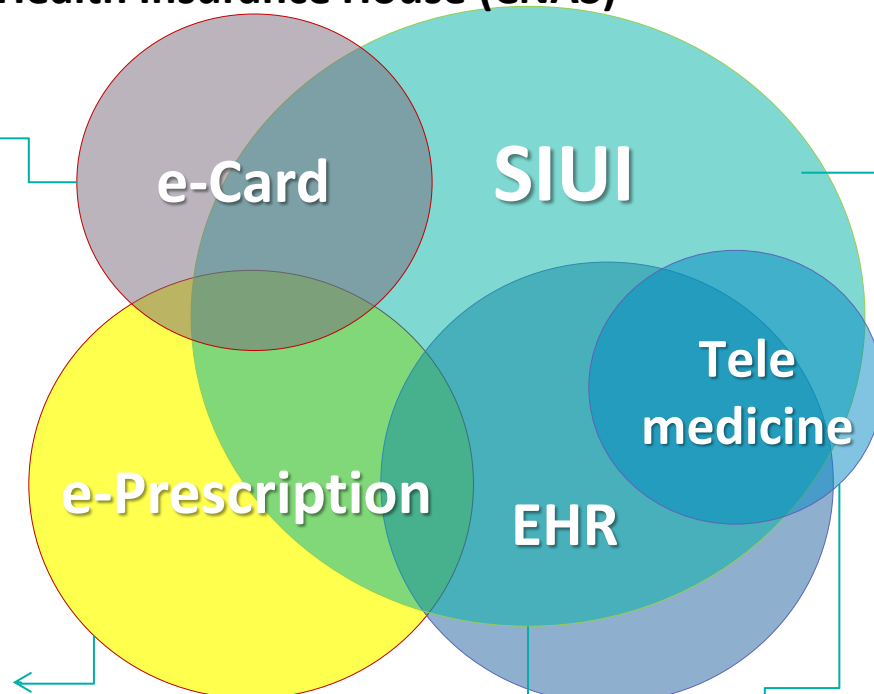 Health Insurance House (CNAS)
e-Card
SIUI
Tele
medicine
e-Prescription
EHR